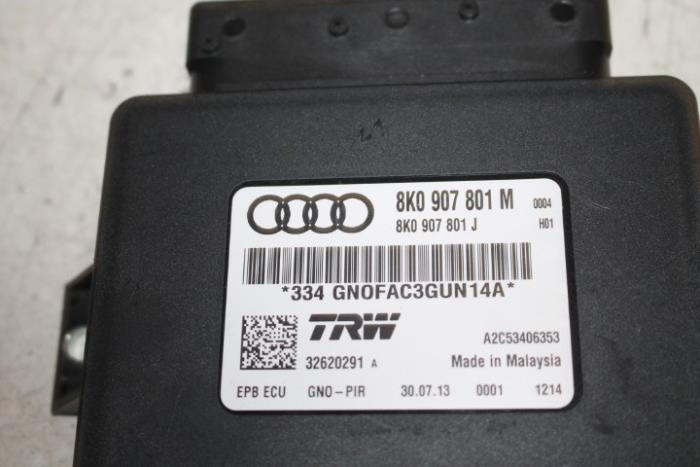 8K0 907 801 M 0004
8K0 907 801 J H01
*334 GNOFAC3GUN14A*
TRW A2C53406353
32620291 A Made in Malaysia
EPB ECU GNO-PIR 30.07.13 0001 1214